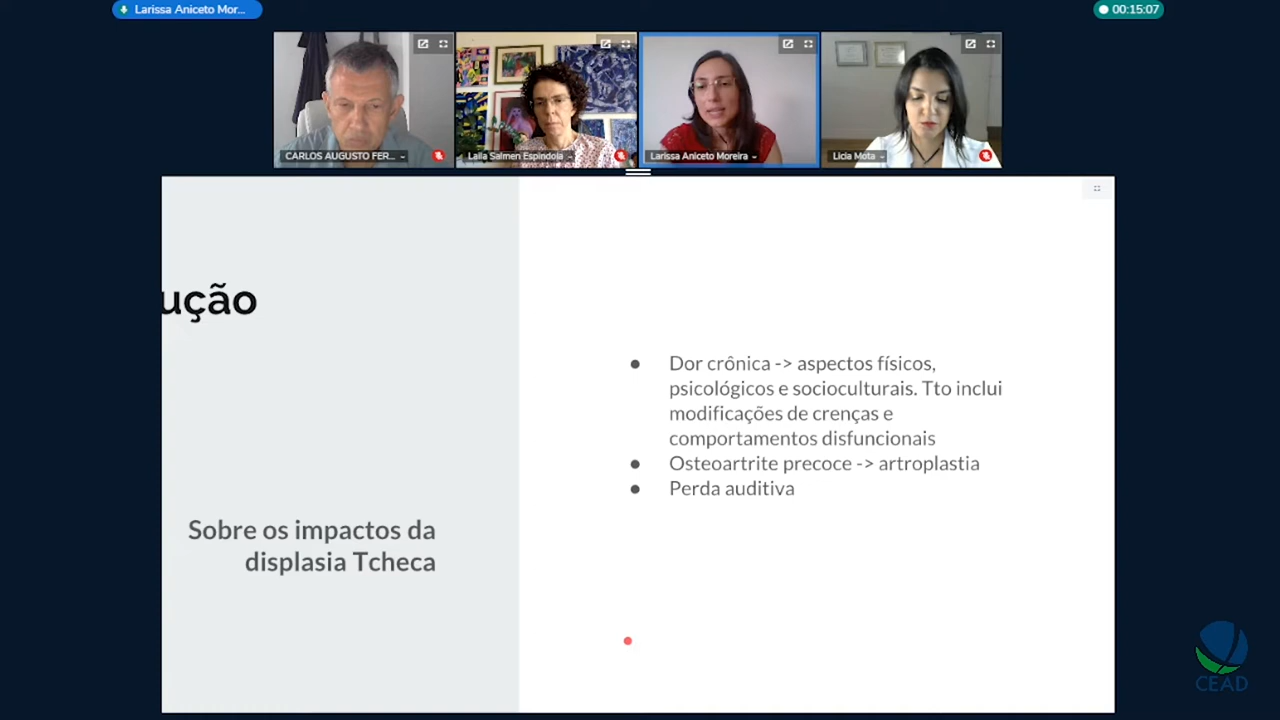 Larissa Aniceto Mor...
00:15:07
CARLOS AUGUSTO FER...
Laila Salmen Espindola
Larissa Aniceto Moreira
Licia Mota
ução
Sobre os impactos da
displasia Tcheca
● Dor crônica -> aspectos físicos,
psicológicos e socioculturais. Tto inclui
modificações de crenças e
comportamentos disfuncionais
● Osteoartrite precoce -> artroplastia
● Perda auditiva
CEAD